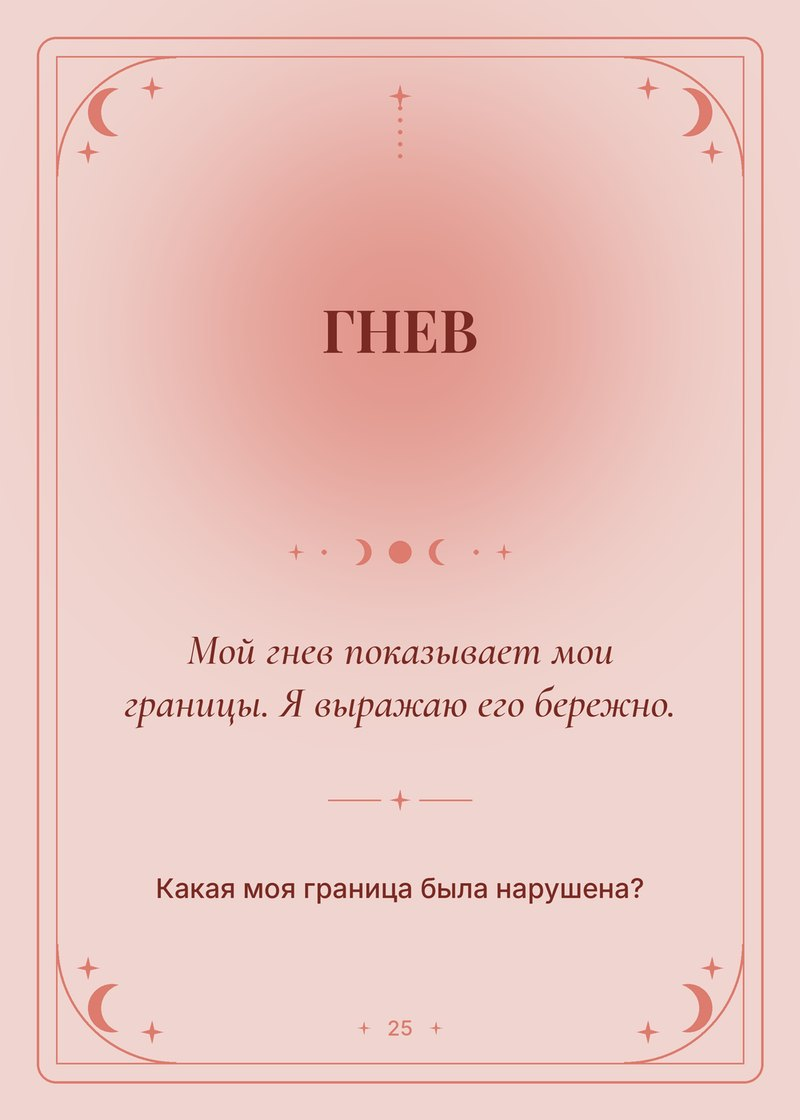 ГНЕВ
Мой гнев показывает мои
границы. Я выражаю его бережно.
Какая моя граница была нарушена?
25